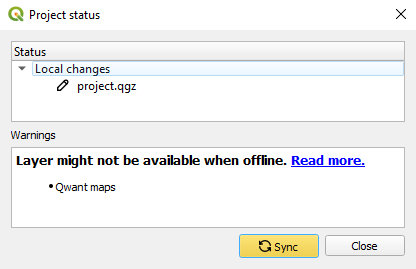 Project status
Status
Local changes
project.qgz
Warnings
Layer might not be available when offline. Read more.
• Qwant maps
Sync
Close